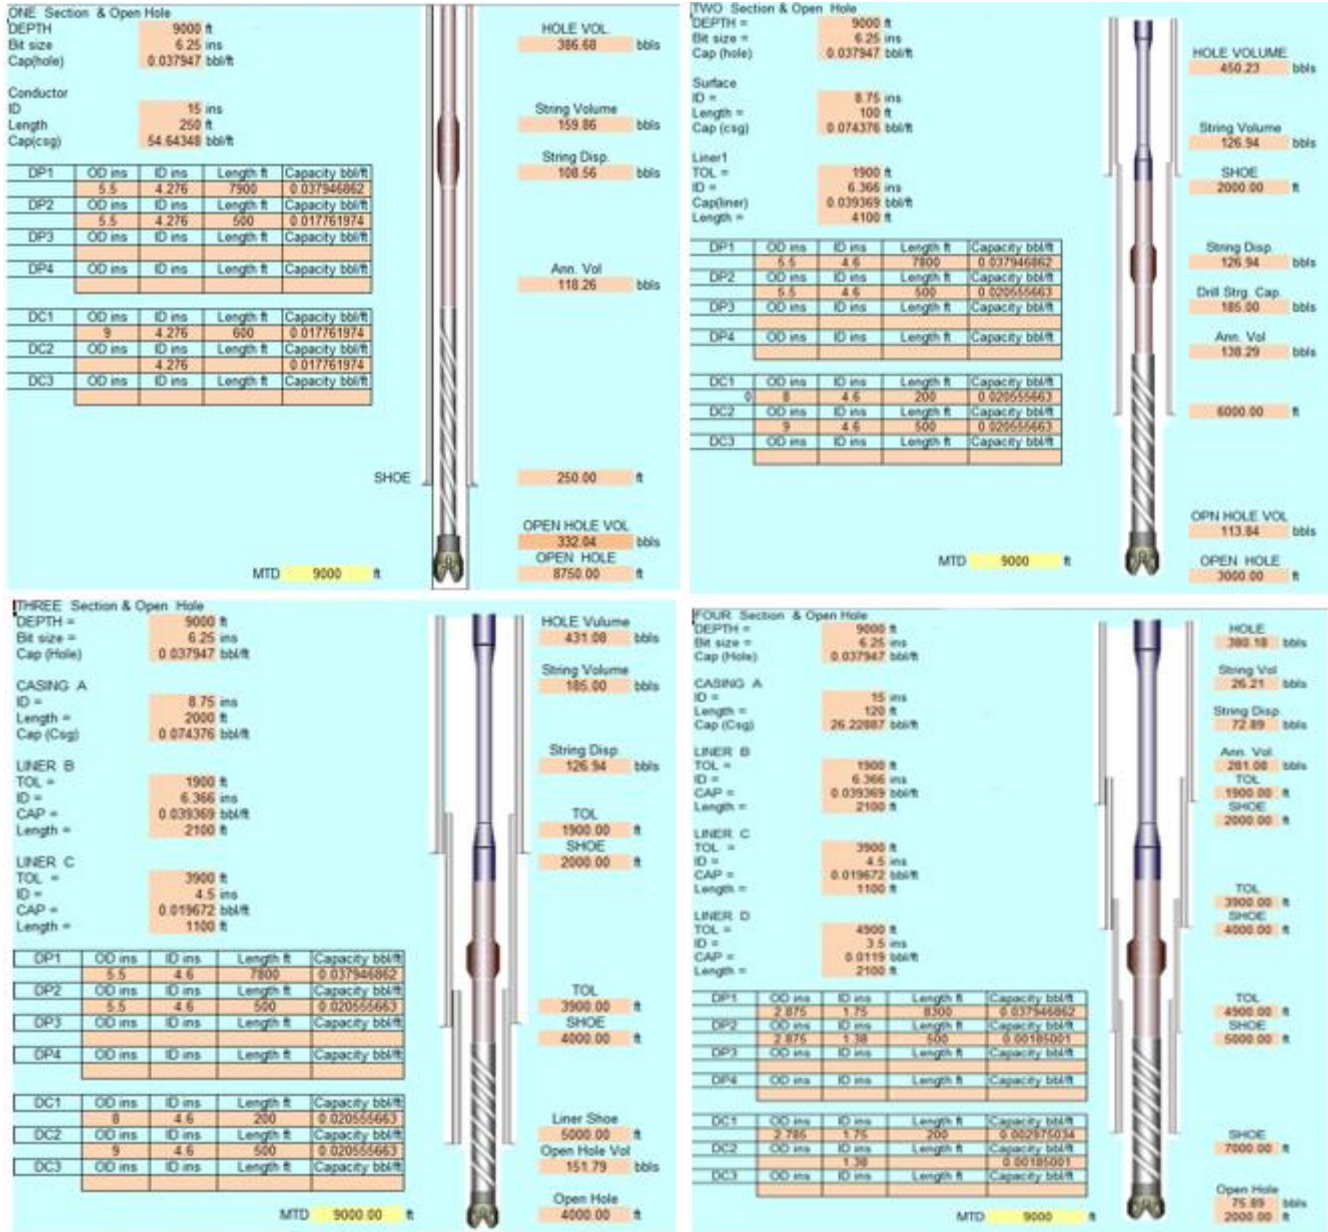 ONE Section & Open Hole
DEPTH 9000 ft
Bit size 6.25 ins
Cap(hole) 0.037947 bbl/ft
Conductor
ID 15 ins
Length 250 ft
Cap(csg) 54.64348 bbl/ft
DP1 OD ins ID ins Length ft Capacity bbl/ft
5.5 4.276 7900 0.037946862
DP2 OD ins ID ins Length ft Capacity bbl/ft
5.5 4.276 500 0.017761974
DP3 OD ins ID ins Length ft Capacity bbl/ft
DP4 OD ins ID ins Length ft Capacity bbl/ft
DC1 OD ins ID ins Length ft Capacity bbl/ft
9 4.276 600 0.017761974
DC2 OD ins ID ins Length ft Capacity bbl/ft
4.276 0.017761974
DC3 OD ins ID ins Length ft Capacity bbl/ft
HOLE VOL.
386.68 bbls
String Volume
159.86 bbls
String Disp.
108.56 bbls
Ann. Vol
118.26 bbls
SHOE 250.00 ft
OPEN HOLE VOL
332.04 bbls
OPEN HOLE
MTD 9000 ft 8750.00 ft
TWO Section & Open Hole
DEPTH = 9000 ft
Bit size = 6.25 ins
Cap (hole) 0.037947 bbl/ft
Surface
ID = 8.75 ins
Length = 100 ft
Cap (csg) 0.074376 bbl/ft
Liner1
TOL = 1900 ft
ID = 6.366 ins
Cap(liner) 0.039369 bbl/ft
Length = 4100 ft
DP1 OD ins ID ins Length ft Capacity bbl/ft
5.5 4.6 7800 0.037946862
DP2 OD ins ID ins Length ft Capacity bbl/ft
5.5 4.6 500 0.020555663
DP3 OD ins ID ins Length ft Capacity bbl/ft
DP4 OD ins ID ins Length ft Capacity bbl/ft
DC1 OD ins ID ins Length ft Capacity bbl/ft
0 8 4.6 200 0.020555663
DC2 OD ins ID ins Length ft Capacity bbl/ft
9 4.6 500 0.020555663
DC3 OD ins ID ins Length ft Capacity bbl/ft
HOLE VOLUME
450.23 bbls
String Volume
126.94 bbls
SHOE
2000.00 ft
String Disp.
126.94 bbls
Drill Strg. Cap.
185.00 bbls
Ann. Vol
138.29 bbls
6000.00 ft
OPN HOLE VOL
113.84 bbls
MTD 9000 ft OPEN HOLE
3000.00 ft
THREE Section & Open Hole
DEPTH = 9000 ft
Bit size = 6.25 ins
Cap (Hole) 0.037947 bbl/ft
CASING A
ID = 8.75 ins
Length = 2000 ft
Cap (Csg) 0.074376 bbl/ft
LINER B
TOL = 1900 ft
ID = 6.366 ins
CAP = 0.039369 bbl/ft
Length = 2100 ft
LINER C
TOL = 3900 ft
ID = 4.5 ins
CAP = 0.019672 bbl/ft
Length = 1100 ft
DP1 OD ins ID ins Length ft Capacity bbl/ft
5.5 4.6 7800 0.037946862
DP2 OD ins ID ins Length ft Capacity bbl/ft
5.5 4.6 500 0.020555663
DP3 OD ins ID ins Length ft Capacity bbl/ft
DP4 OD ins ID ins Length ft Capacity bbl/ft
DC1 OD ins ID ins Length ft Capacity bbl/ft
8 4.6 200 0.020555663
DC2 OD ins ID ins Length ft Capacity bbl/ft
9 4.6 500 0.020555663
DC3 OD ins ID ins Length ft Capacity bbl/ft
HOLE Vulume
431.08 bbls
String Volume
185.00 bbls
String Disp
126.94 bbls
TOL
1900.00 ft
SHOE
2000.00 ft
TOL
3900.00 ft
SHOE
4000.00 ft
Liner Shoe
5000.00 ft
Open Hole Vol
151.79 bbls
Open Hole
MTD 9000.00 ft 4000.00 ft
FOUR Section & Open Hole
DEPTH = 9000 ft
Bit size = 6.25 ins
Cap (Hole) 0.037947 bbl/ft
CASING A
ID = 15 ins
Length = 120 ft
Cap (Csg) 26.22887 bbl/ft
LINER B
TOL = 1900 ft
ID = 6.366 ins
CAP = 0.039369 bbl/ft
Length = 2100 ft
LINER C
TOL = 3900 ft
ID = 4.5 ins
CAP = 0.019672 bbl/ft
Length = 1100 ft
LINER D
TOL = 4900 ft
ID = 3.5 ins
CAP = 0.0119 bbl/ft
Length = 2100 ft
DP1 OD ins ID ins Length ft Capacity bbl/ft
2.875 1.75 8300 0.037946862
DP2 OD ins ID ins Length ft Capacity bbl/ft
2.875 1.38 500 0.00185001
DP3 OD ins ID ins Length ft Capacity bbl/ft
DP4 OD ins ID ins Length ft Capacity bbl/ft
DC1 OD ins ID ins Length ft Capacity bbl/ft
2.785 1.75 200 0.002975034
DC2 OD ins ID ins Length ft Capacity bbl/ft
1.38 0.00185001
DC3 OD ins ID ins Length ft Capacity bbl/ft
HOLE
380.18 bbls
String Vol
26.21 bbls
String Disp.
72.89 bbls
Ann. Vol.
281.08 bbls
TOL
1900.00 ft
SHOE
2000.00 ft
TOL
3900.00 ft
SHOE
4000.00 ft
TOL
4900.00 ft
SHOE
5000.00 ft
SHOE
7000.00 ft
Open Hole
75.89 bbls
MTD 9000 ft 2000.00 ft